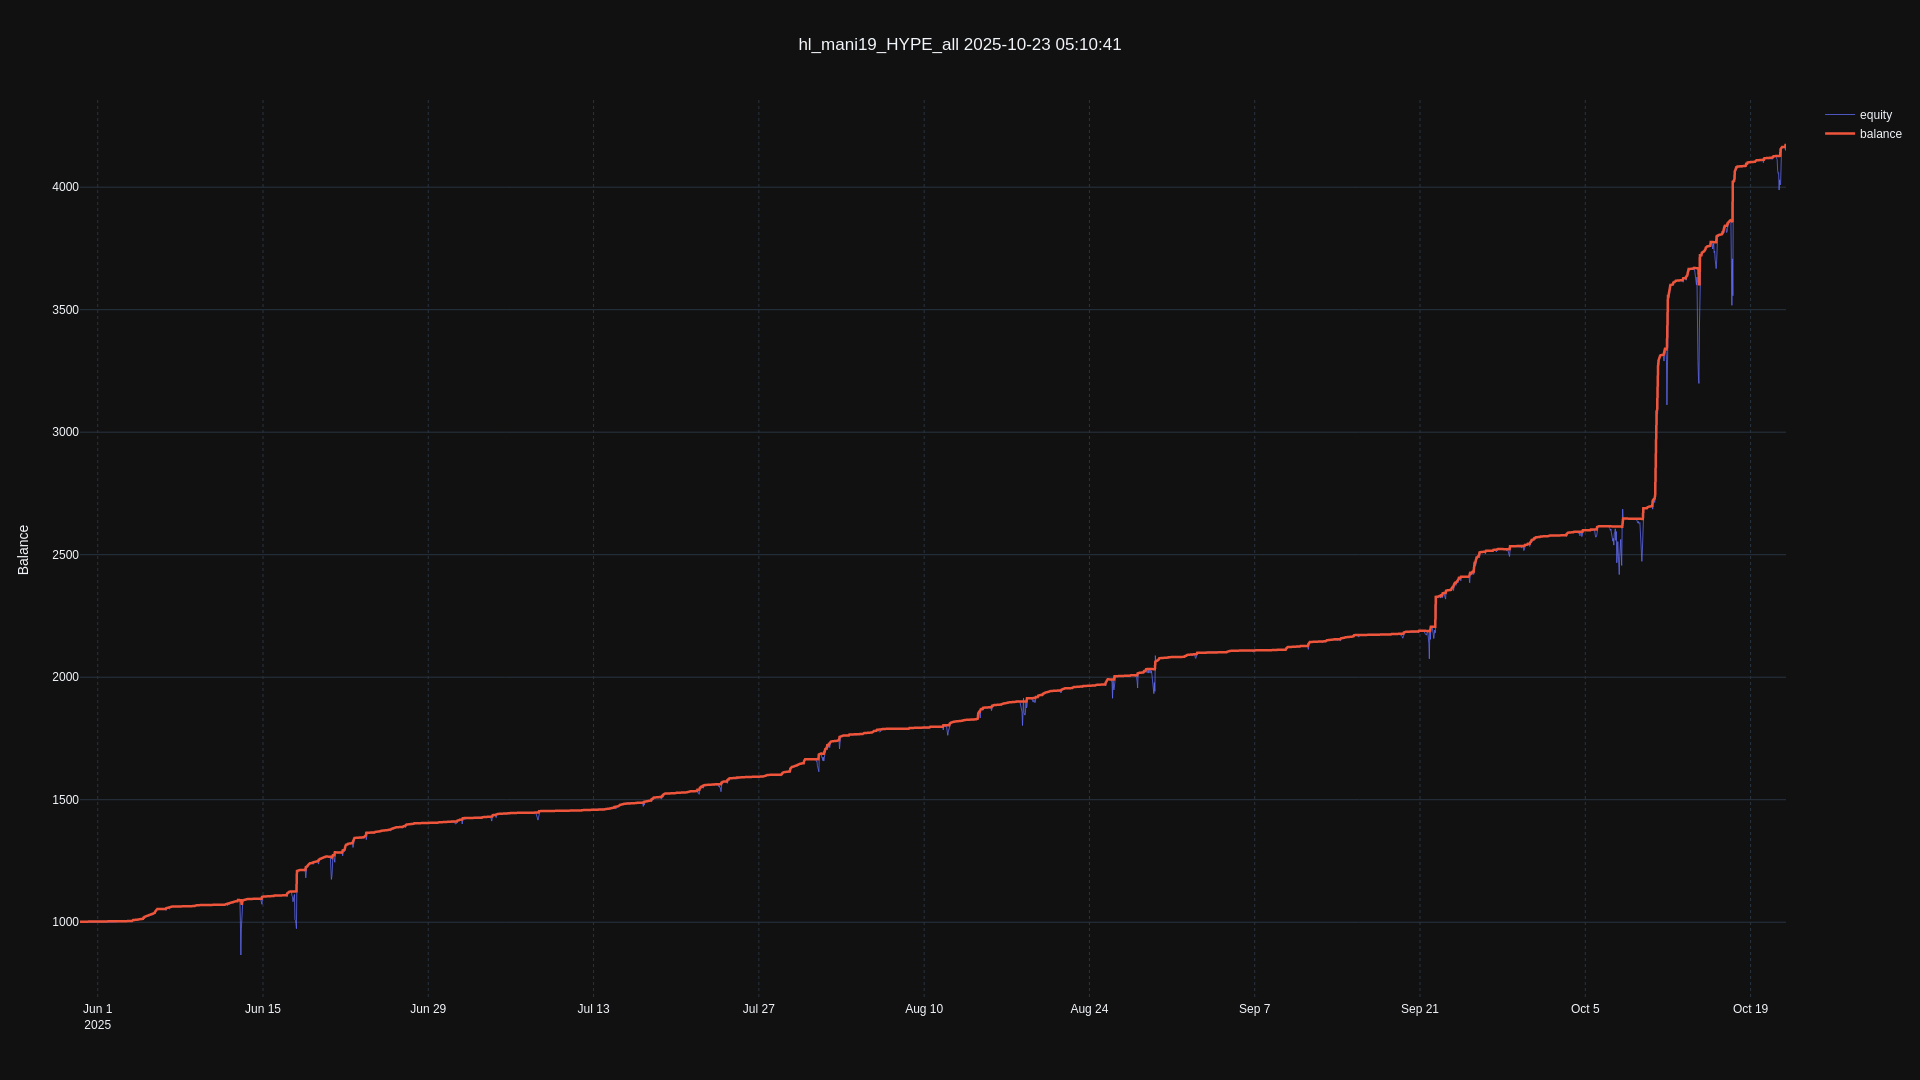 hl_mani19_HYPE_all 2025-10-23 05:10:41
equity
balance
4000
3500
3000
2500
2000
1500
1000
Balance
Jun 1
2025
Jun 15
Jun 29
Jul 13
Jul 27
Aug 10
Aug 24
Sep 7
Sep 21
Oct 5
Oct 19